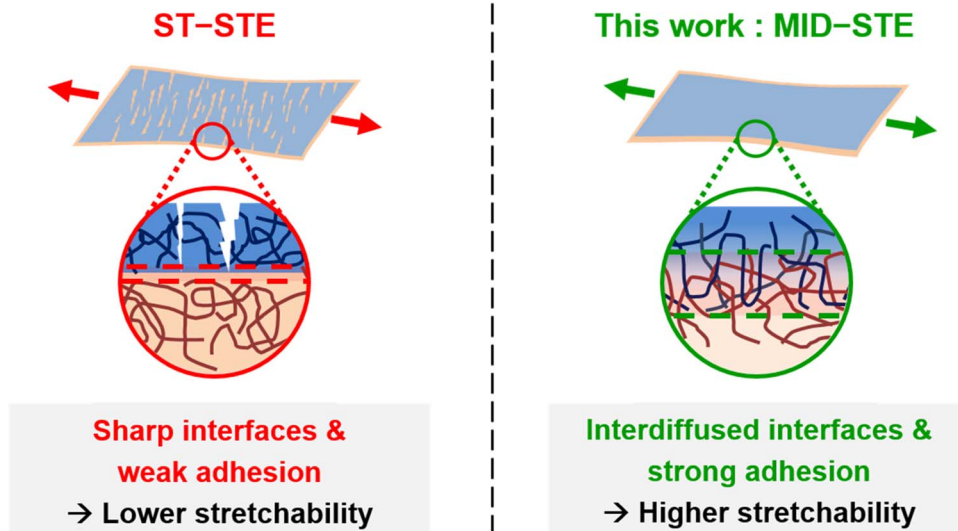 ST−STE
Sharp interfaces &
weak adhesion
→ Lower stretchability
This work : MID−STE
Interdiffused interfaces &
strong adhesion
→ Higher stretchability